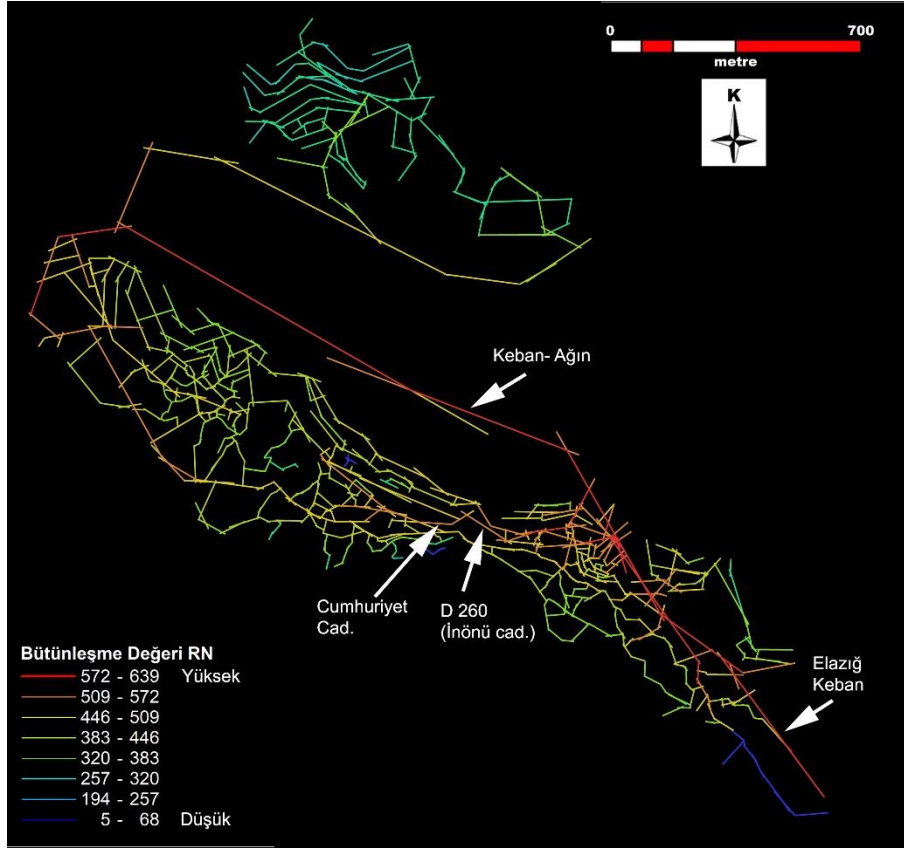 0 700
metre
K
Keban- Ağın
Cumhuriyet
Cad.
D 260
(İnönü cad.)
Elazığ
Keban
Bütünleşme Değeri RN
572 - 639 Yüksek
509 - 572
446 - 509
383 - 446
320 - 383
257 - 320
194 - 257
5 - 68 Düşük